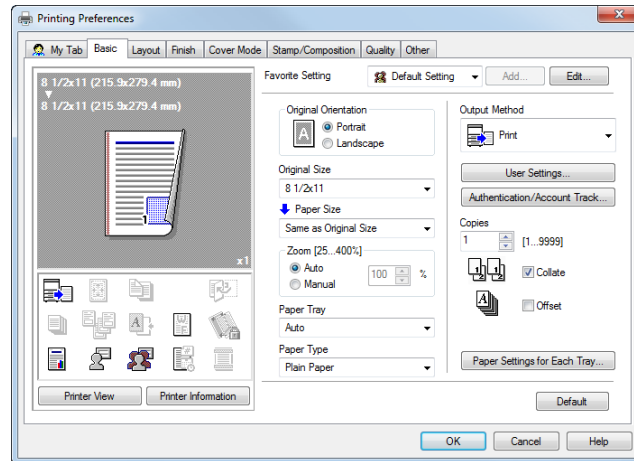 Printing Preferences
My Tab Basic Layout Finish Cover Mode Stamp/Composition Quality Other
8 1/2x11 (215.9x279.4 mm)
8 1/2x11 (215.9x279.4 mm)
1
x1
Printer View Printer Information
Favorite Setting Default Setting Add... Edit...
Original Orientation
A Portrait
Landscape
Original Size
8 1/2x11
Paper Size
Same as Original Size
Zoom [25...400%]
Auto
Manual
100 %
Paper Tray
Auto
Paper Type
Plain Paper
Output Method
Print
User Settings...
Authentication/Account Track...
Copies
1 [1...9999]
Collate
Offset
Paper Settings for Each Tray...
Default
OK Cancel Help